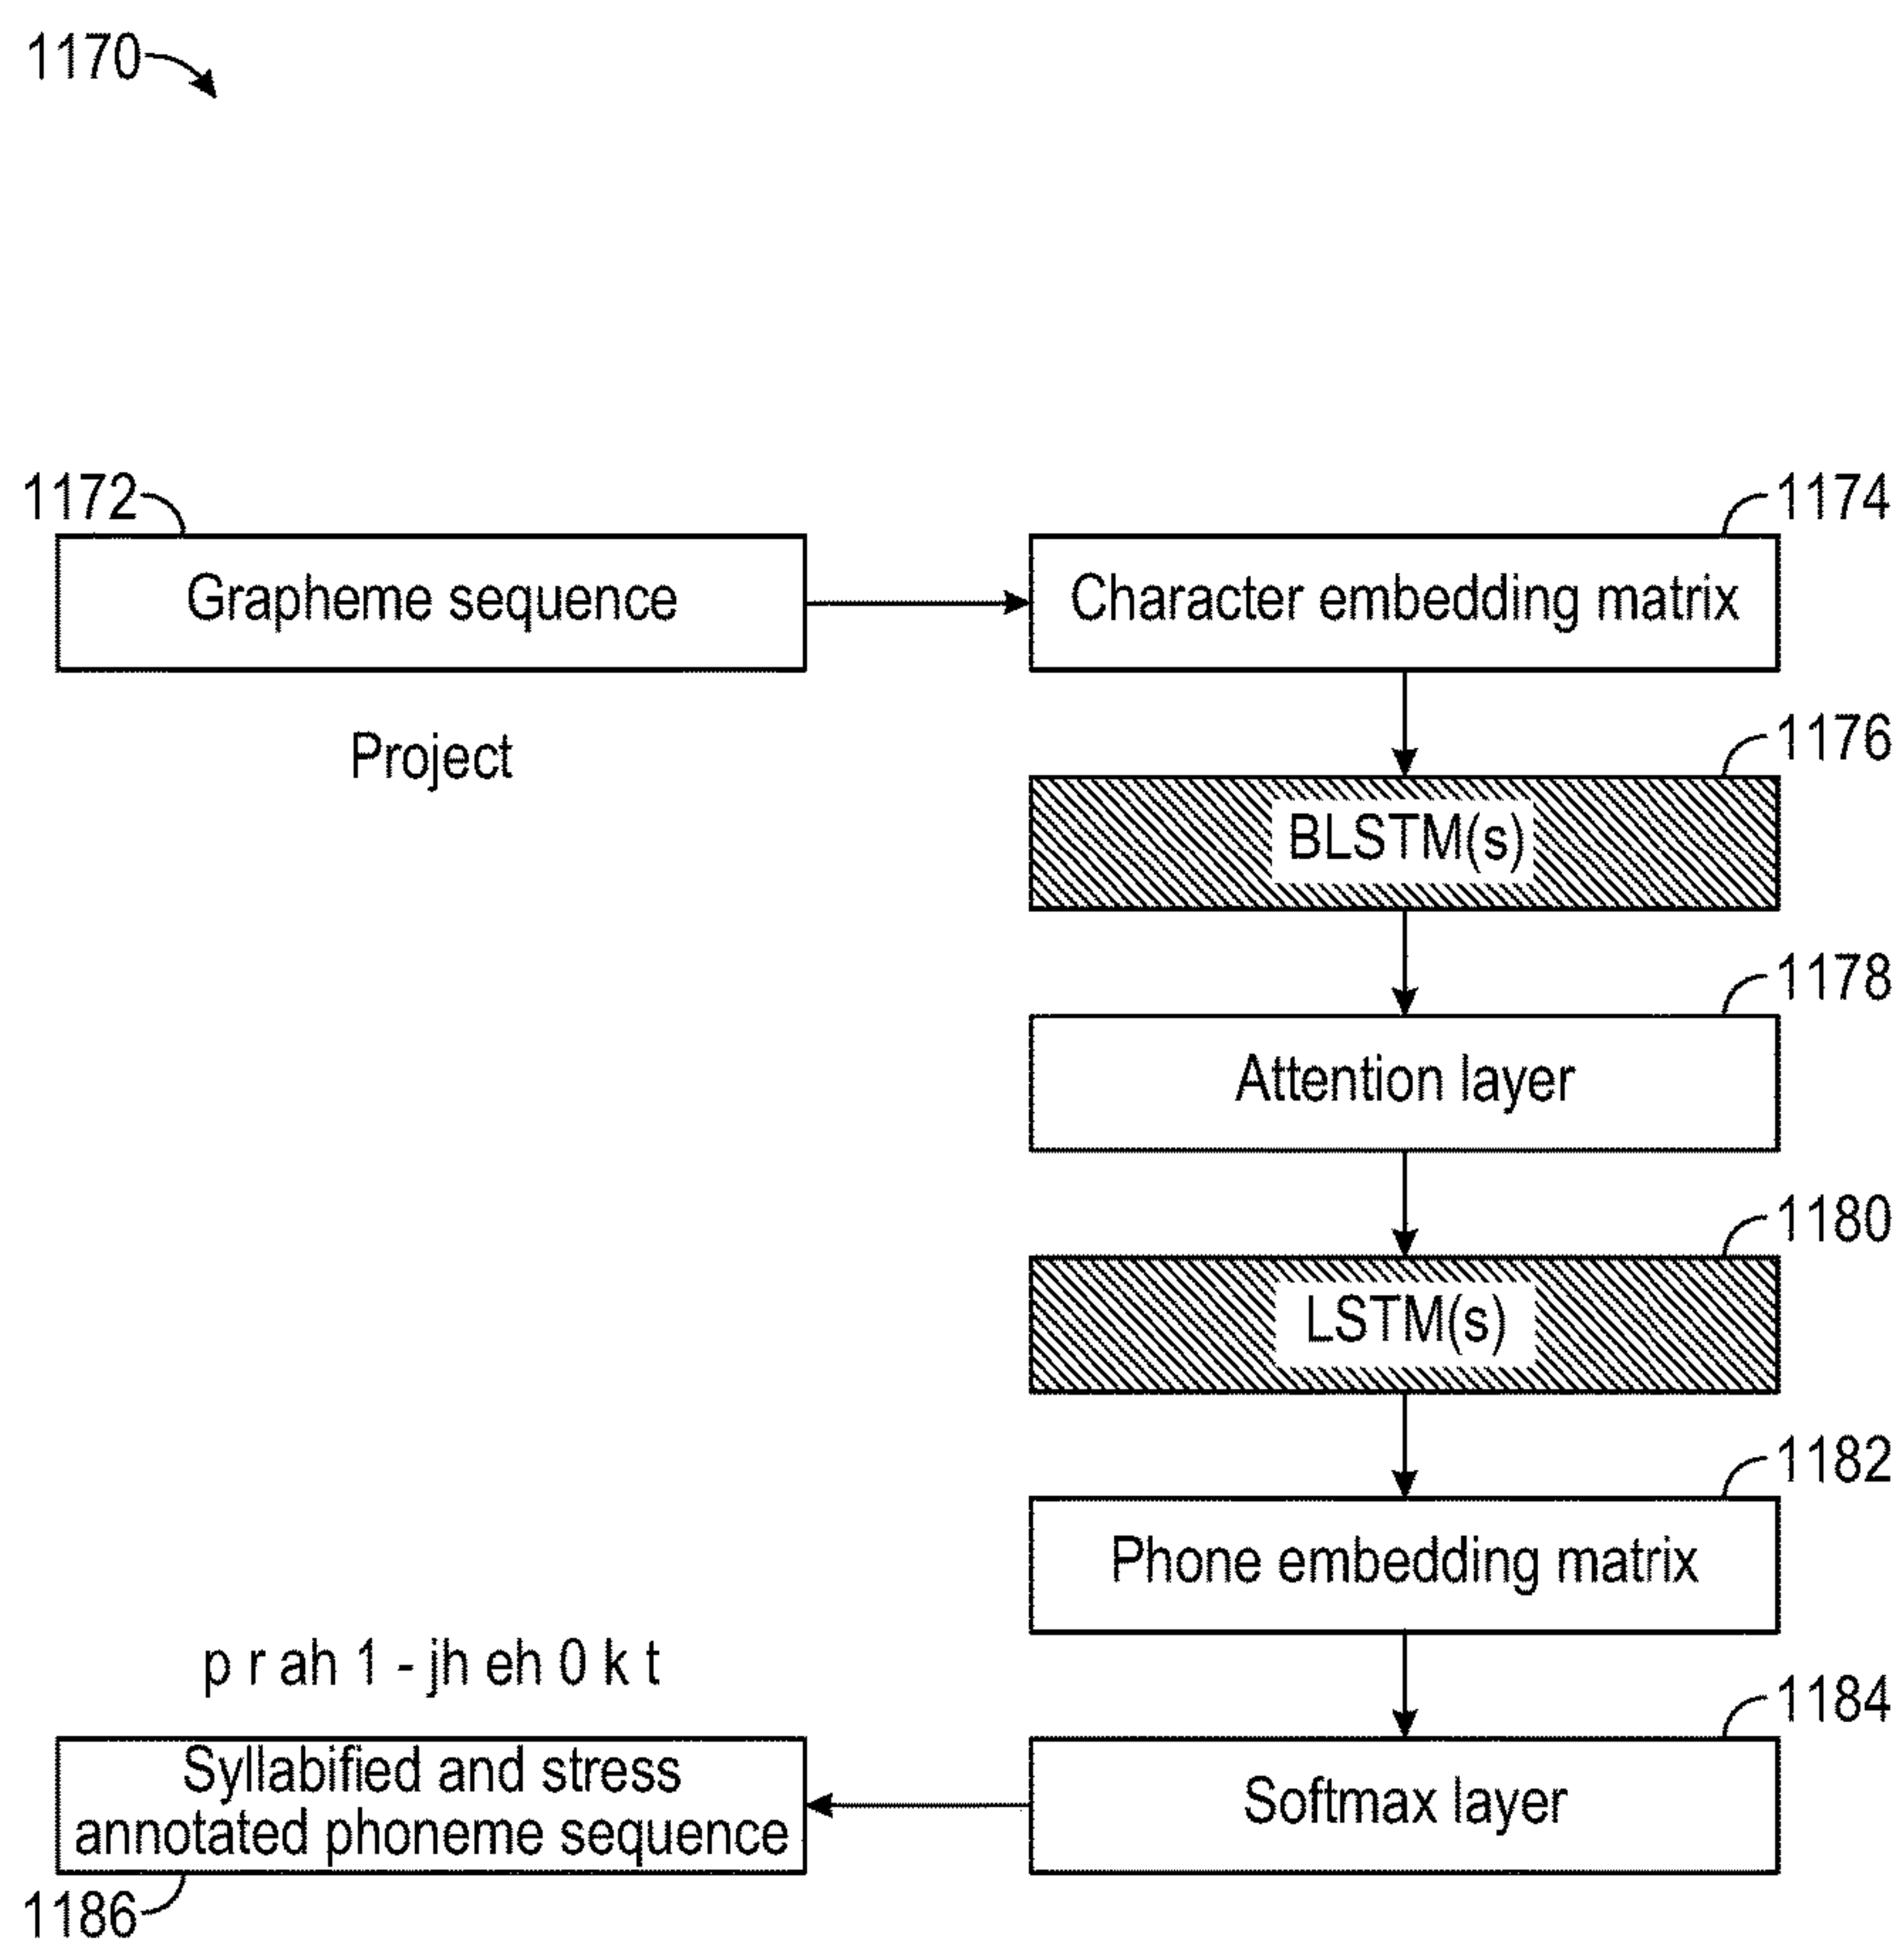 1170
1172
1174
Grapheme sequence
Character embedding matrix
Project
1176
BLSTM(s)
1178
Attention layer
1180
LSTM(s)
1182
Phone embedding matrix
p r ah 1 - jh eh 0 k t
1184
Syllabified and stress
annotated phoneme sequence
Softmax layer
1186